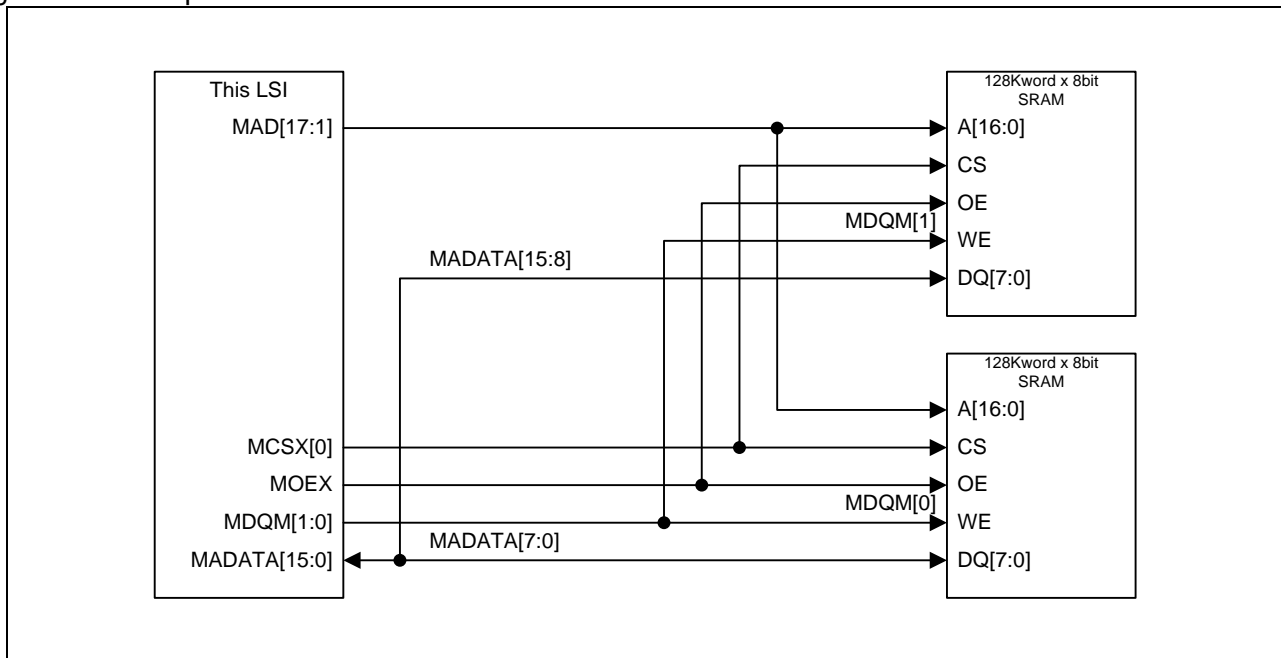 This LSI
MAD[17:1]
MCSX[0]
MOEX
MDQM[1:0]
MADATA[15:0]
MADATA[15:8]
MADATA[7:0]
128Kword x 8bit
SRAM
A[16:0]
CS
OE
MDQM[1]
WE
DQ[7:0]
128Kword x 8bit
SRAM
A[16:0]
CS
OE
MDQM[0]
WE
DQ[7:0]